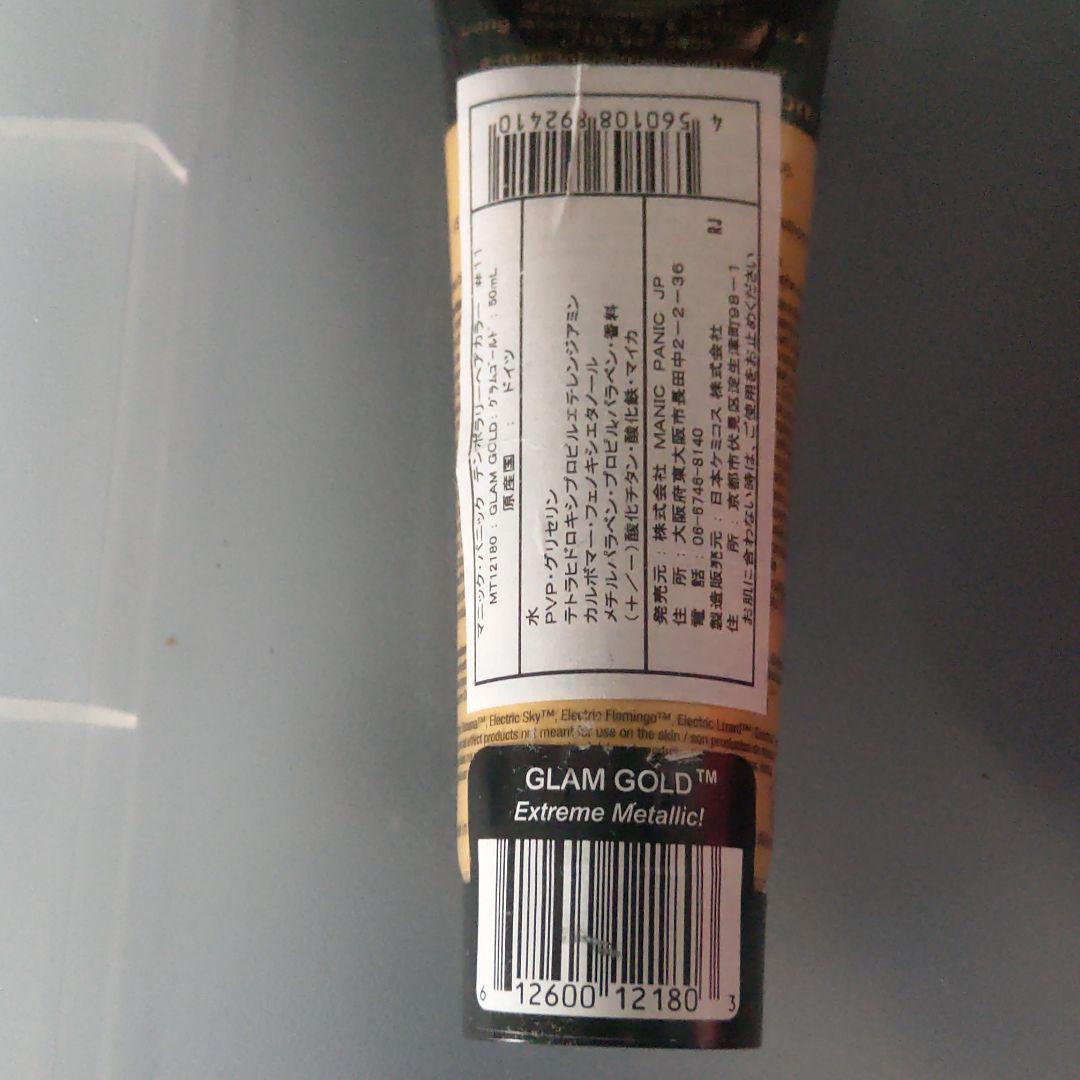 4 560108 892410
マニック・パニック テンポラリーヘアカラー #11
MT12180 : GLAM GOLD: グラムゴールド : 50mL
原産国 : ドイツ
水
PVP・グリセリン
テトラヒドロキシプロピルエチレンジアミン
カルボマー・フェノキシエタノール
メチルパラベン・プロピルパラベン・香料
(+/-)酸化チタン・酸化鉄・マイカ
発売元 : 株式会社 MANIC PANIC JP
住 所 : 大阪府東大阪市長田中2-2-36
電 話 : 06-6746-8140
製造販売元 : 日本ケミコス 株式会社 RJ
住 所 : 京都市伏見区淀生津町98-1
お肌に合わない時は、ご使用をお止めください
Electric Sky™, Electric Flamingo™, Electric Lizard™
effect products not meant for use on the skin / son
GLAM GOLD™
Extreme Metallic!
6 12600 12180 3